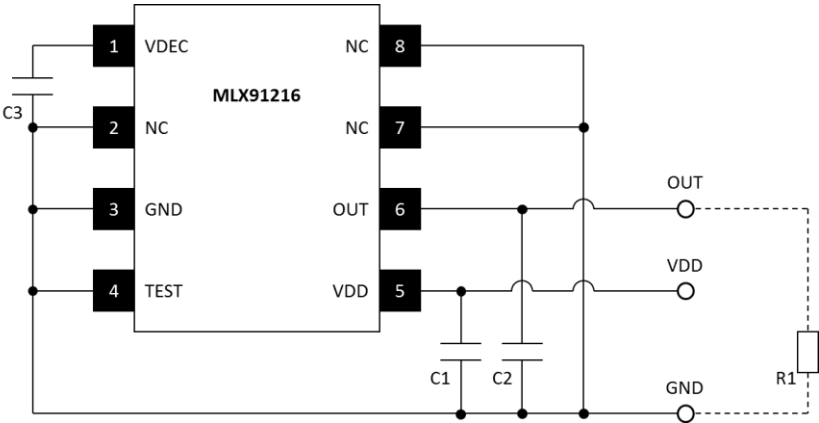 1 VDEC NC 8
MLX91216
C3
2 NC NC 7
OUT
3 GND OUT 6
VDD
4 TEST VDD 5
C1 C2 R1
GND